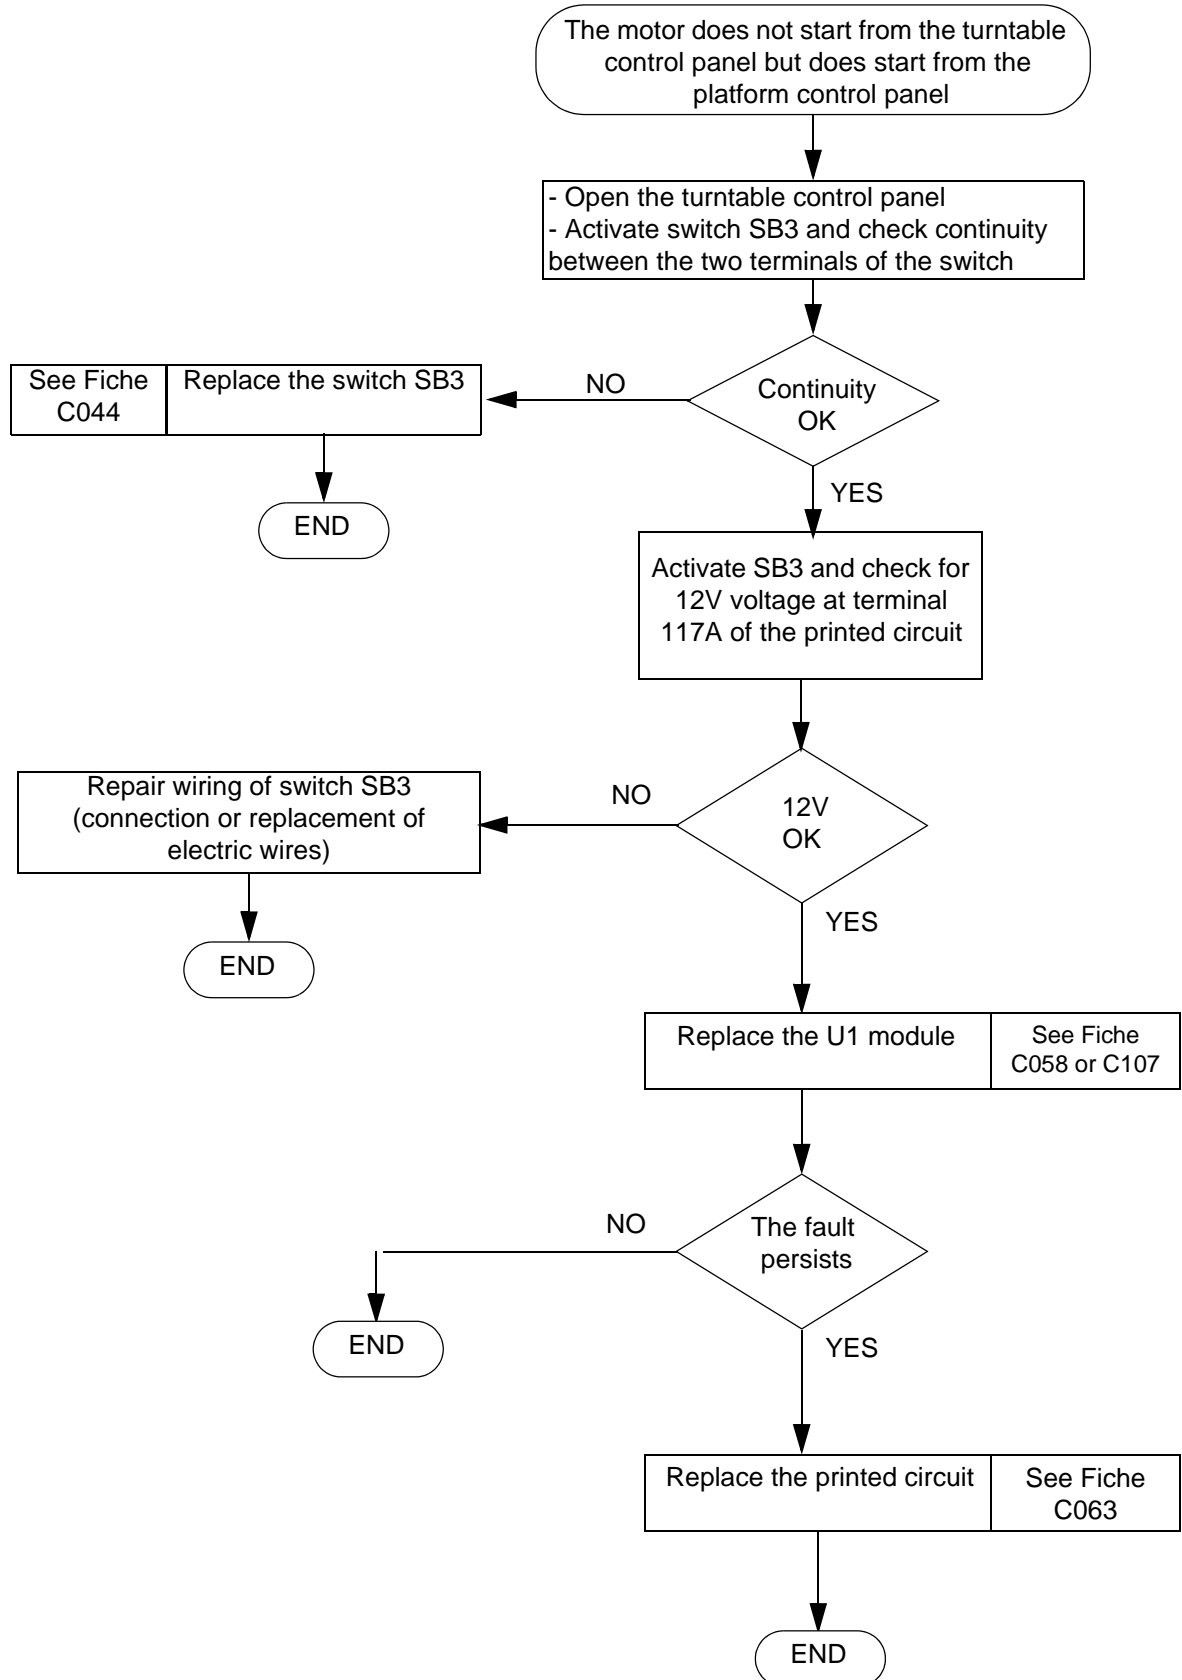 The motor does not start from the turntable
control panel but does start from the
platform control panel
- Open the turntable control panel
- Activate switch SB3 and check continuity
between the two terminals of the switch
Continuity
OK
NO
See Fiche
C044
Replace the switch SB3
END
YES
Activate SB3 and check for
12V voltage at terminal
117A of the printed circuit
12V
OK
NO
Repair wiring of switch SB3
(connection or replacement of
electric wires)
END
YES
Replace the U1 module
See Fiche
C058 or C107
The fault
persists
NO
END
YES
Replace the printed circuit
See Fiche
C063
END